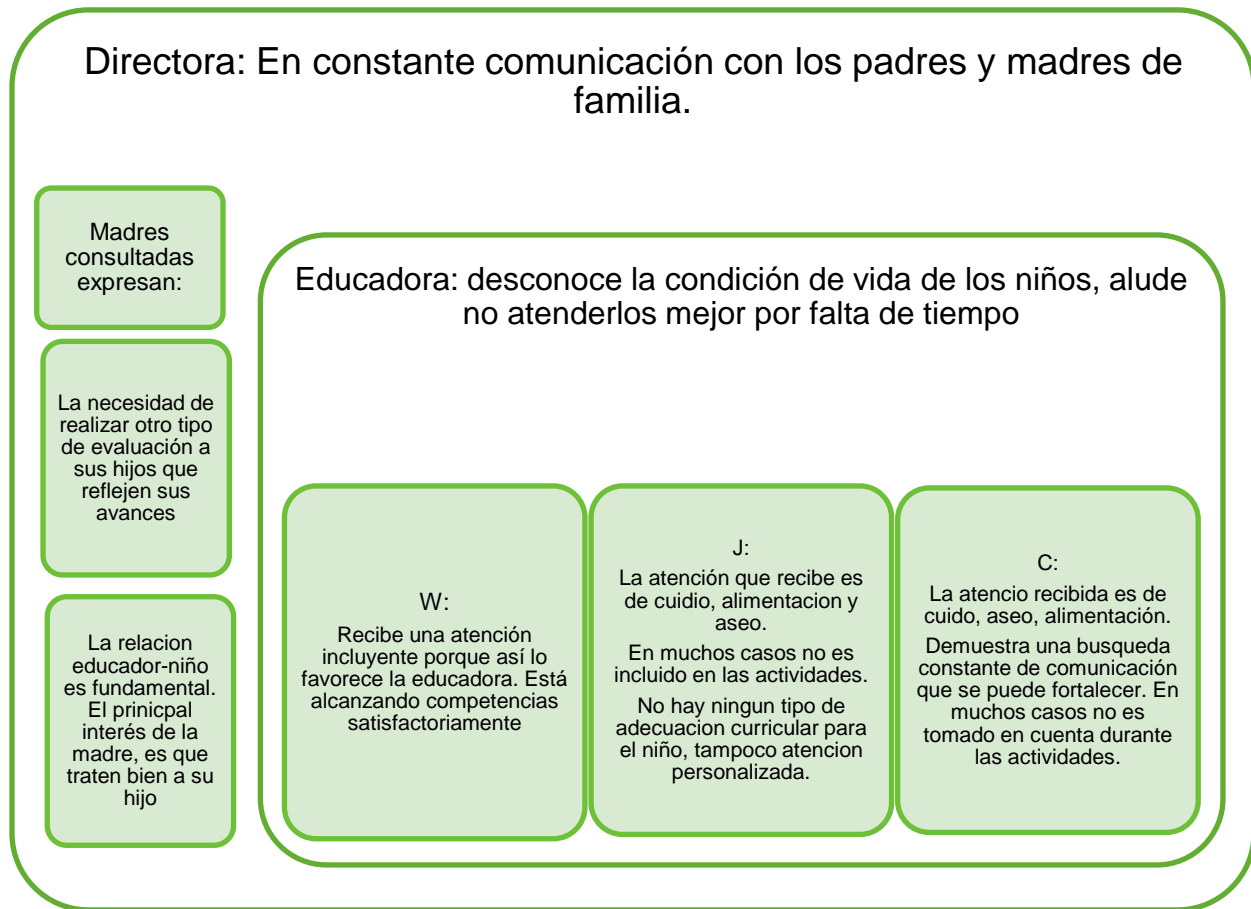 Directora: En constante comunicación con los padres y madres de
familia.
Madres
consultadas
expresan:
La necesidad de
realizar otro tipo
de evaluación a
sus hijos que
reflejen sus
avances
La relacion
educador-niño
es fundamental.
El prinicpal
interés de la
madre, es que
traten bien a su
hijo
Educadora: desconoce la condición de vida de los niños, alude
no atenderlos mejor por falta de tiempo
W:
Recibe una atención
incluyente porque así lo
favorece la educadora. Está
alcanzando competencias
satisfactoriamente
J:
La atención que recibe es
de cuidio, alimentacion y
aseo.
En muchos casos no es
incluido en las actividades.
No hay ningun tipo de
adecuacion curricular para
el niño, tampoco atencion
personalizada.
C:
La atencio recibida es de
cuido, aseo, alimentación.
Demuestra una busqueda
constante de comunicación
que se puede fortalecer. En
muchos casos no es
tomado en cuenta durante
las actividades.